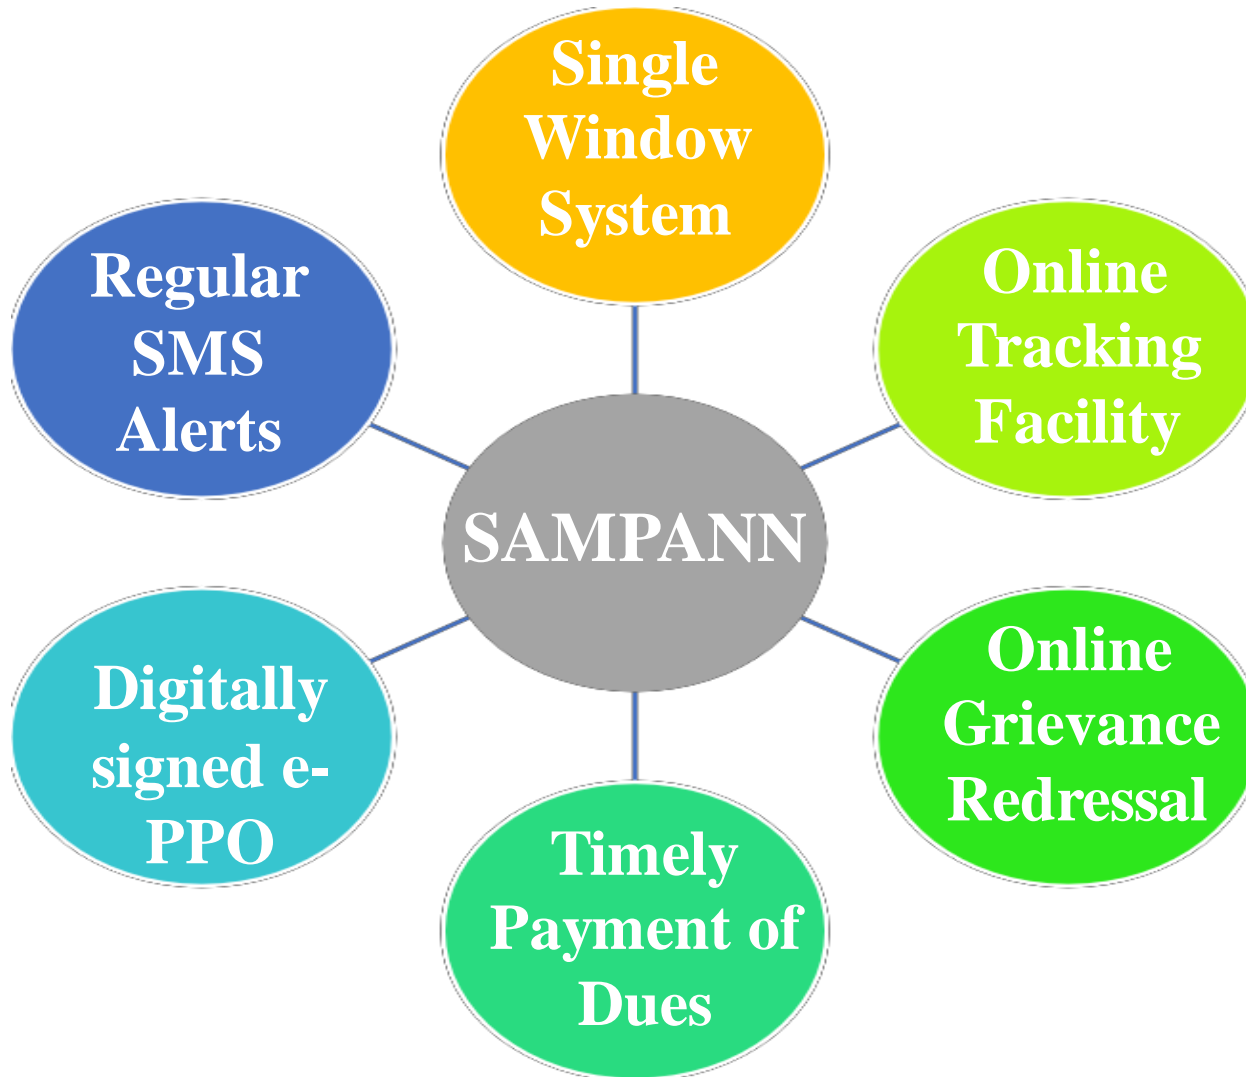 Single
Window
System
Online
Tracking
Facility
Online
Grievance
Redressal
Timely
Payment of
Dues
Digitally
signed e-
PPO
Regular
SMS
Alerts
SAMPANN